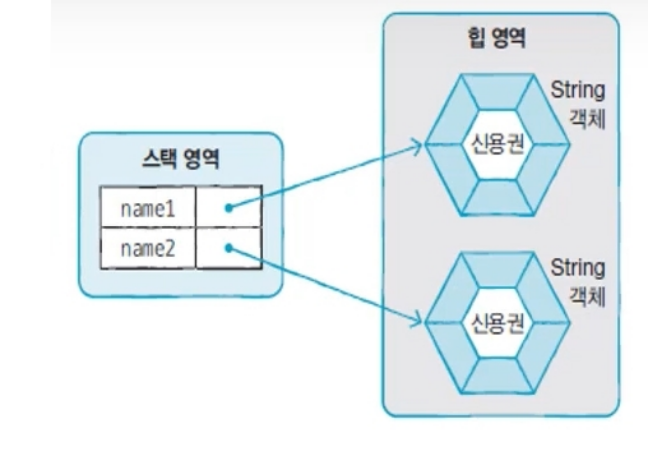 힙 영역
String
객체
신용권
스택 영역
name1
name2
String
객체
신용권